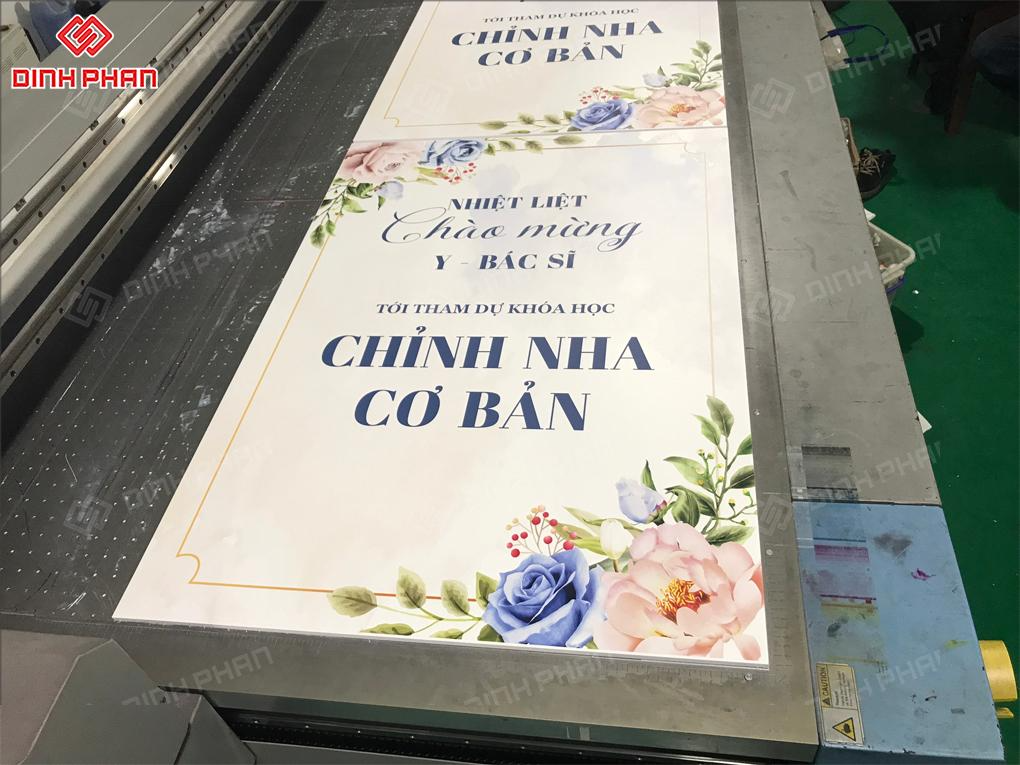 DINH PHAN
TỚI THAM DỰ KHÓA HỌC
CHỈNH NHA
CƠ BẢN
NHIỆT LIỆT
Chào mừng
Y - BÁC SĨ
TỚI THAM DỰ KHÓA HỌC
CHỈNH NHA
CƠ BẢN
CAUTION